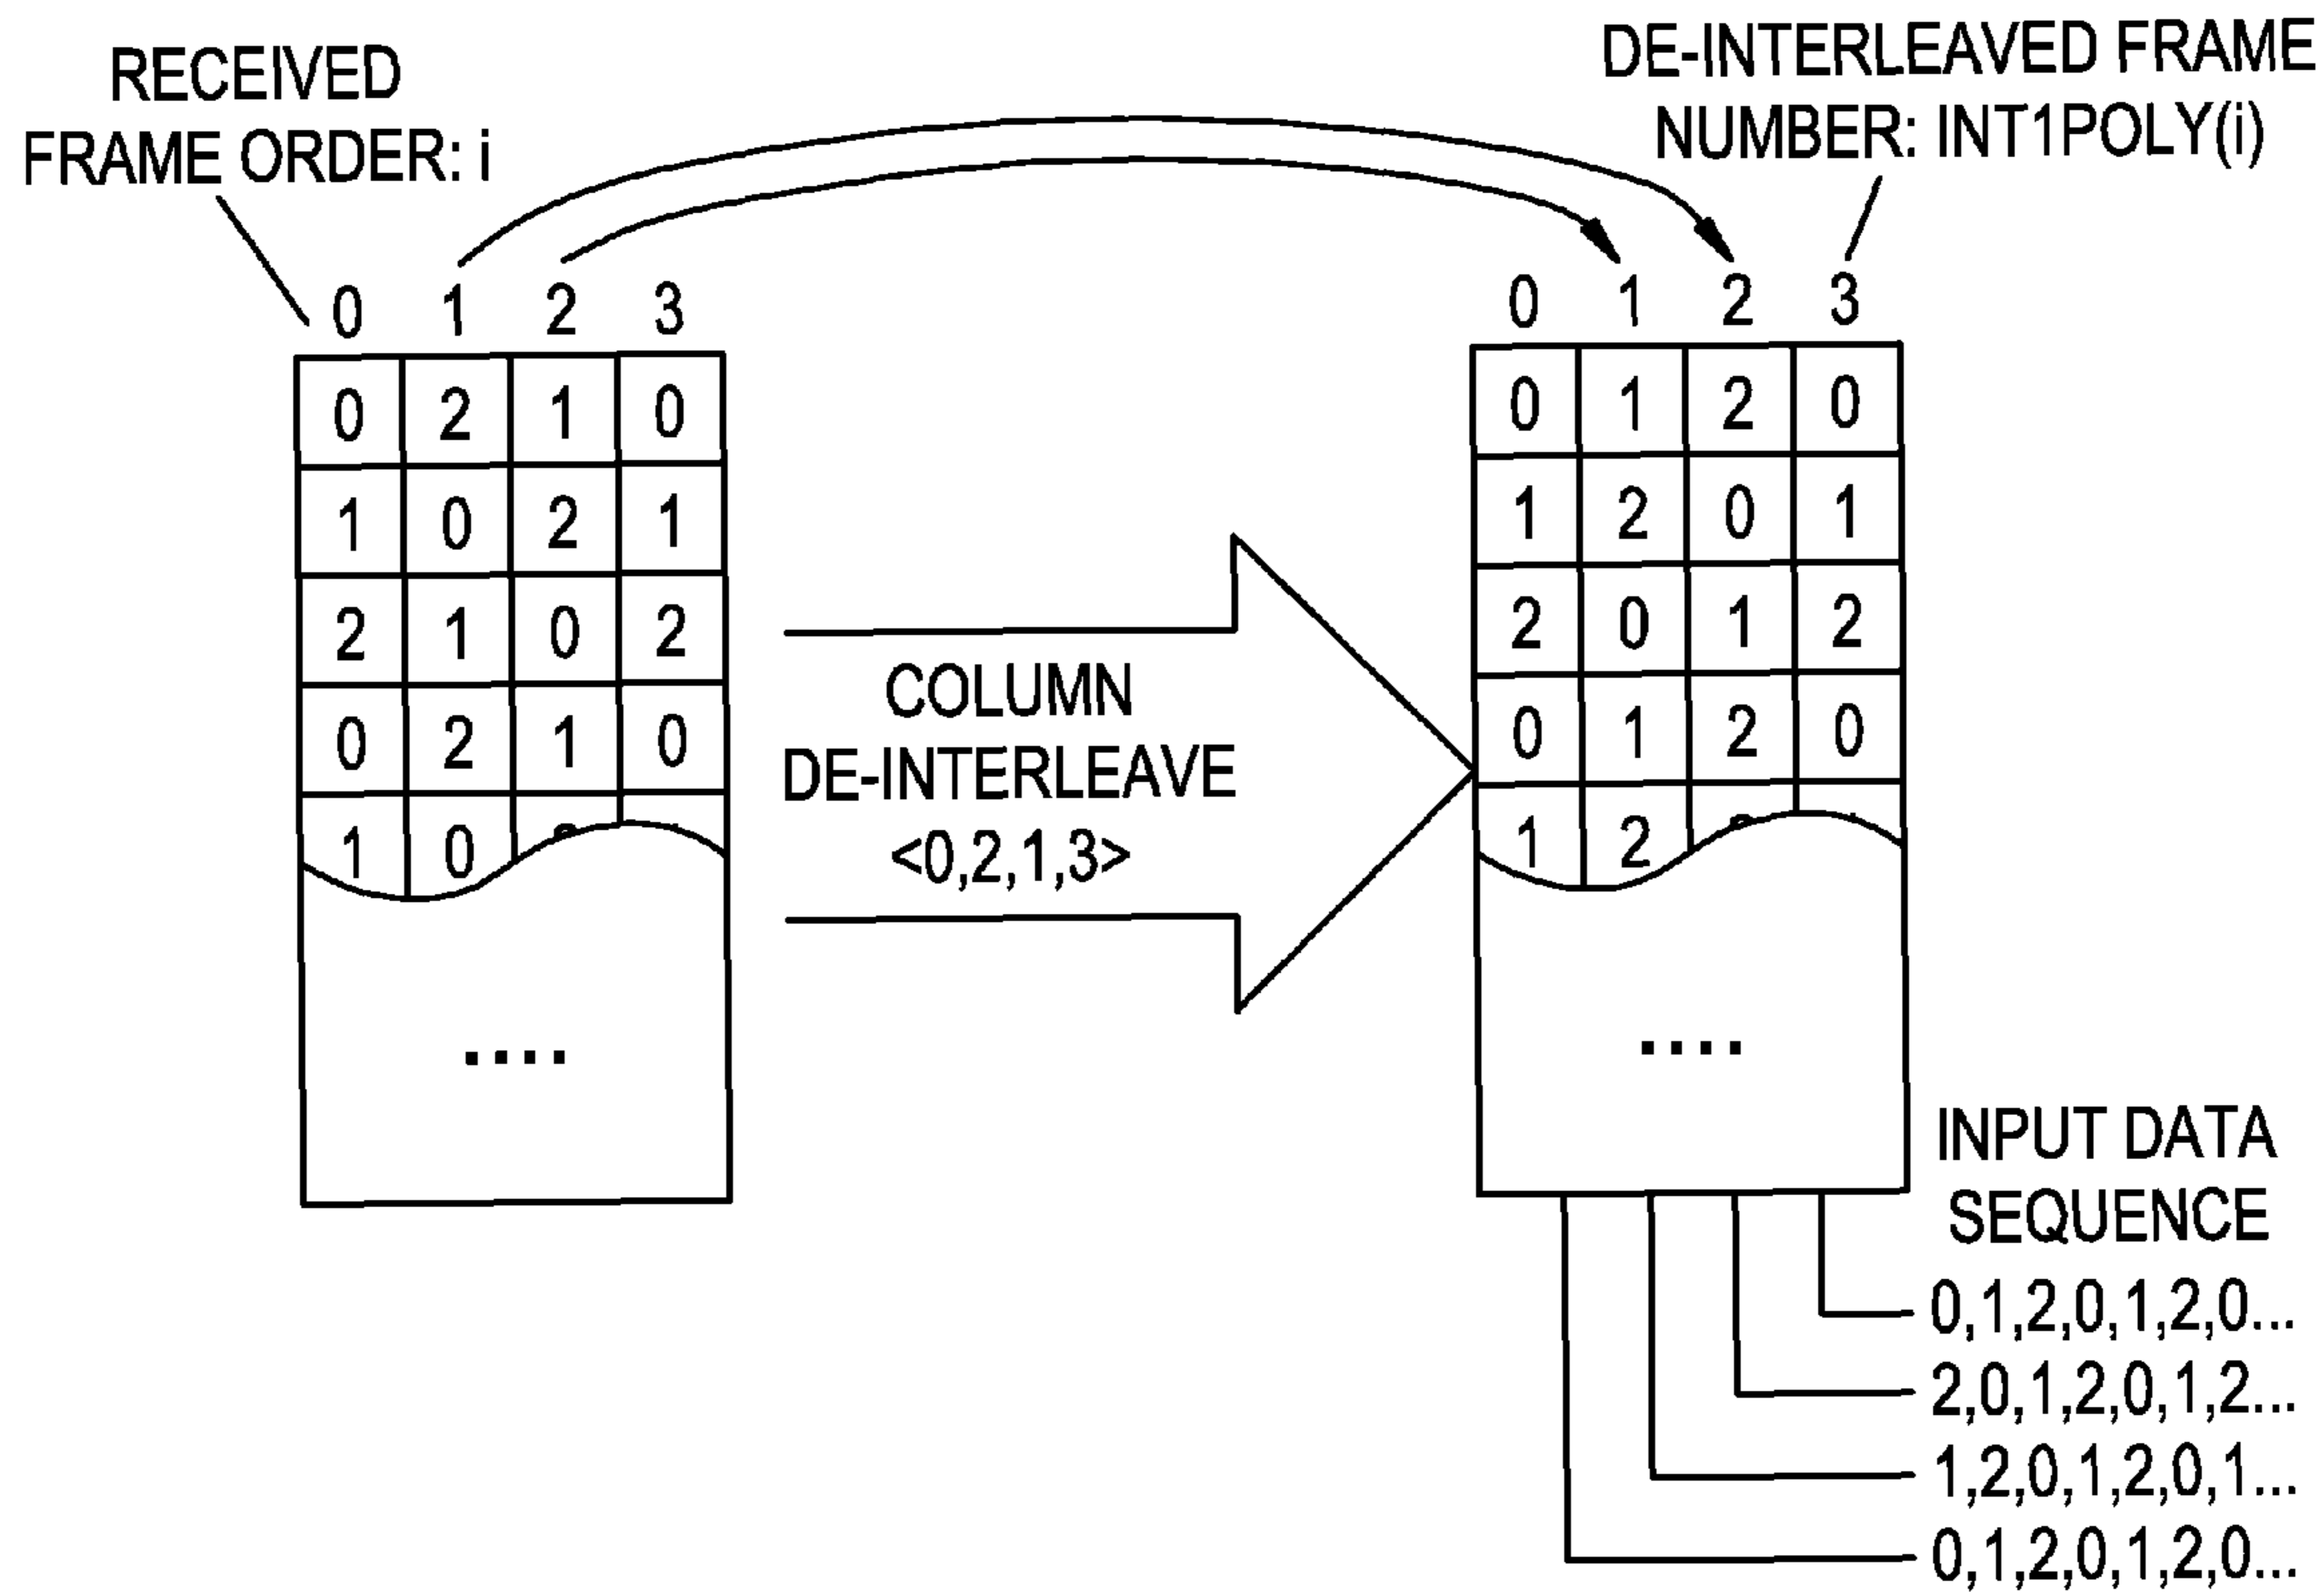 RECEIVED
FRAME ORDER: i
DE-INTERLEAVED FRAME
NUMBER: INT1POLY(i)
0 1 2 3
0 2 1 0
1 0 2 1
2 1 0 2
0 2 1 0
1 0
....
COLUMN
DE-INTERLEAVE
<0,2,1,3>
0 1 2 3
0 1 2 0
1 2 0 1
2 0 1 2
0 1 2 0
1 2
....
INPUT DATA
SEQUENCE
0,1,2,0,1,2,0...
2,0,1,2,0,1,2...
1,2,0,1,2,0,1...
0,1,2,0,1,2,0...